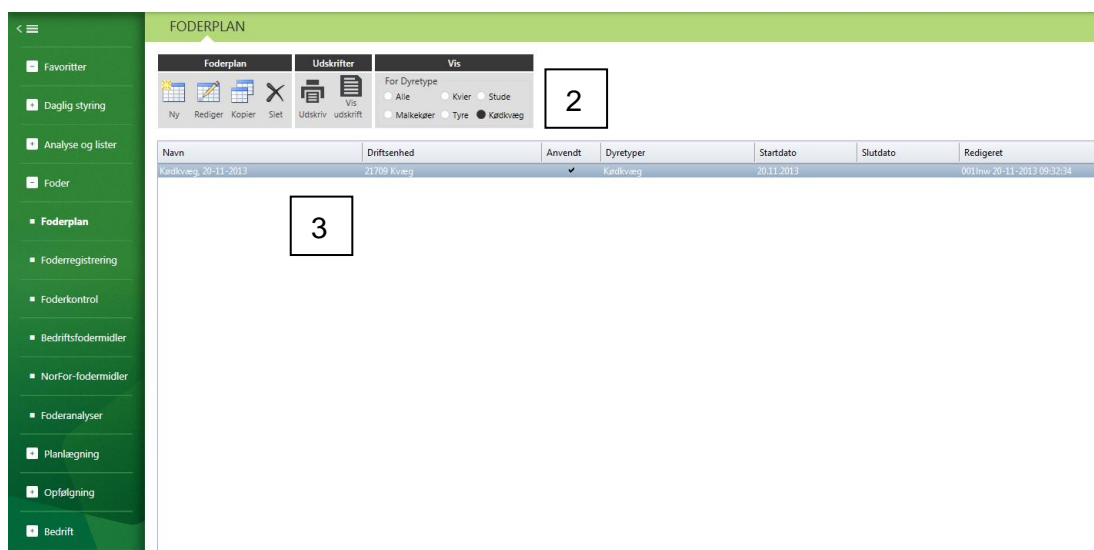 FODERPLAN
Favoritter
Daglig styring
Analyse og lister
Foder
Foderplan
Foderregistrering
Foderkontrol
Bedriftsfodermidler
NorFor-fodermidler
Foderanalyser
Planlægning
Opfølgning
Bedrift
Foderplan Udskrifter Vis
Ny Rediger Kopier Slet
Udskriv Vis udskrift
For Dyretype
Alle Kvier Stude
Malkekøer Tyre Kødkvæg
2
Navn Driftsenhed Anvendt Dyretyper Startdato Slutdato Redigeret
Kødkvæg, 20-11-2013 21709 Kvæg ✔ Kødkvæg 20.11.2013 001lnw 20-11-2013 09:32:34
3